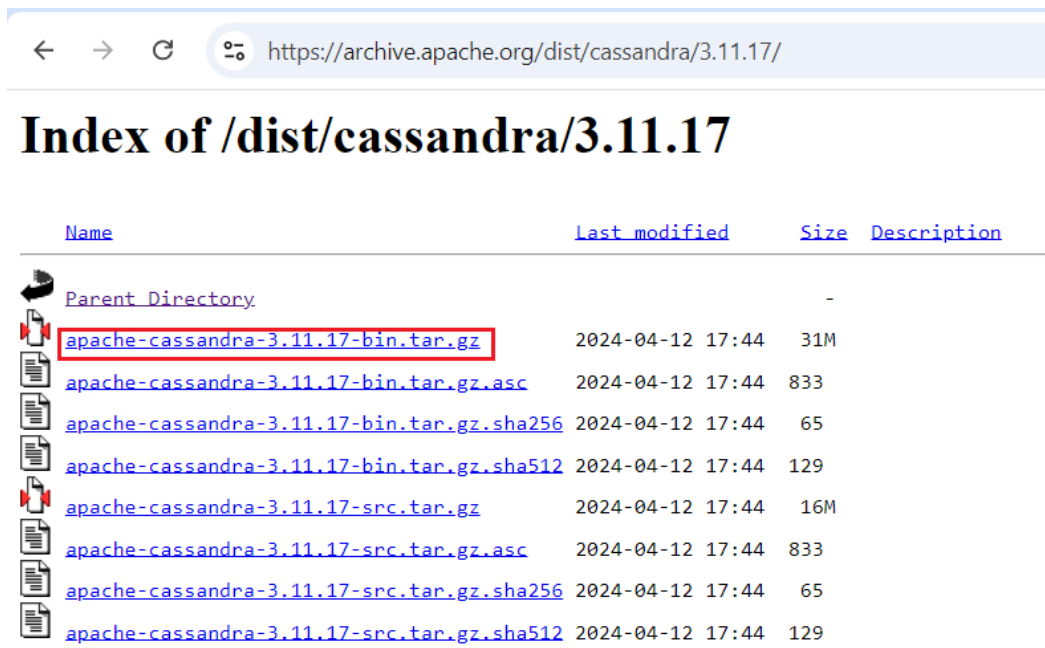 https://archive.apache.org/dist/cassandra/3.11.17/
Index of /dist/cassandra/3.11.17
Name Last modified Size Description
Parent Directory -
apache-cassandra-3.11.17-bin.tar.gz 2024-04-12 17:44 31M
apache-cassandra-3.11.17-bin.tar.gz.asc 2024-04-12 17:44 833
apache-cassandra-3.11.17-bin.tar.gz.sha256 2024-04-12 17:44 65
apache-cassandra-3.11.17-bin.tar.gz.sha512 2024-04-12 17:44 129
apache-cassandra-3.11.17-src.tar.gz 2024-04-12 17:44 16M
apache-cassandra-3.11.17-src.tar.gz.asc 2024-04-12 17:44 833
apache-cassandra-3.11.17-src.tar.gz.sha256 2024-04-12 17:44 65
apache-cassandra-3.11.17-src.tar.gz.sha512 2024-04-12 17:44 129